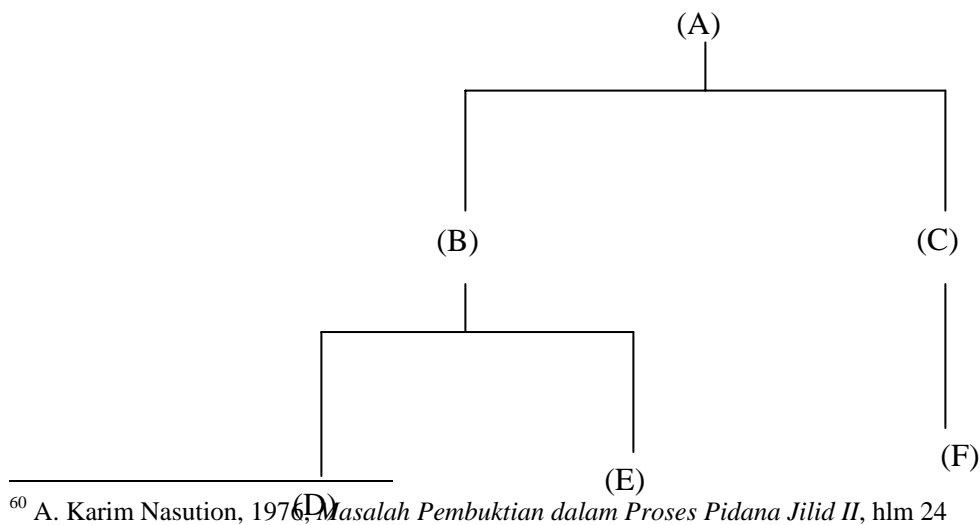 (A)
(B) (C)
(F)
(E)
(D)
60 A. Karim Nasution, 1976, Masalah Pembuktian dalam Proses Pidana Jilid II, hlm 24